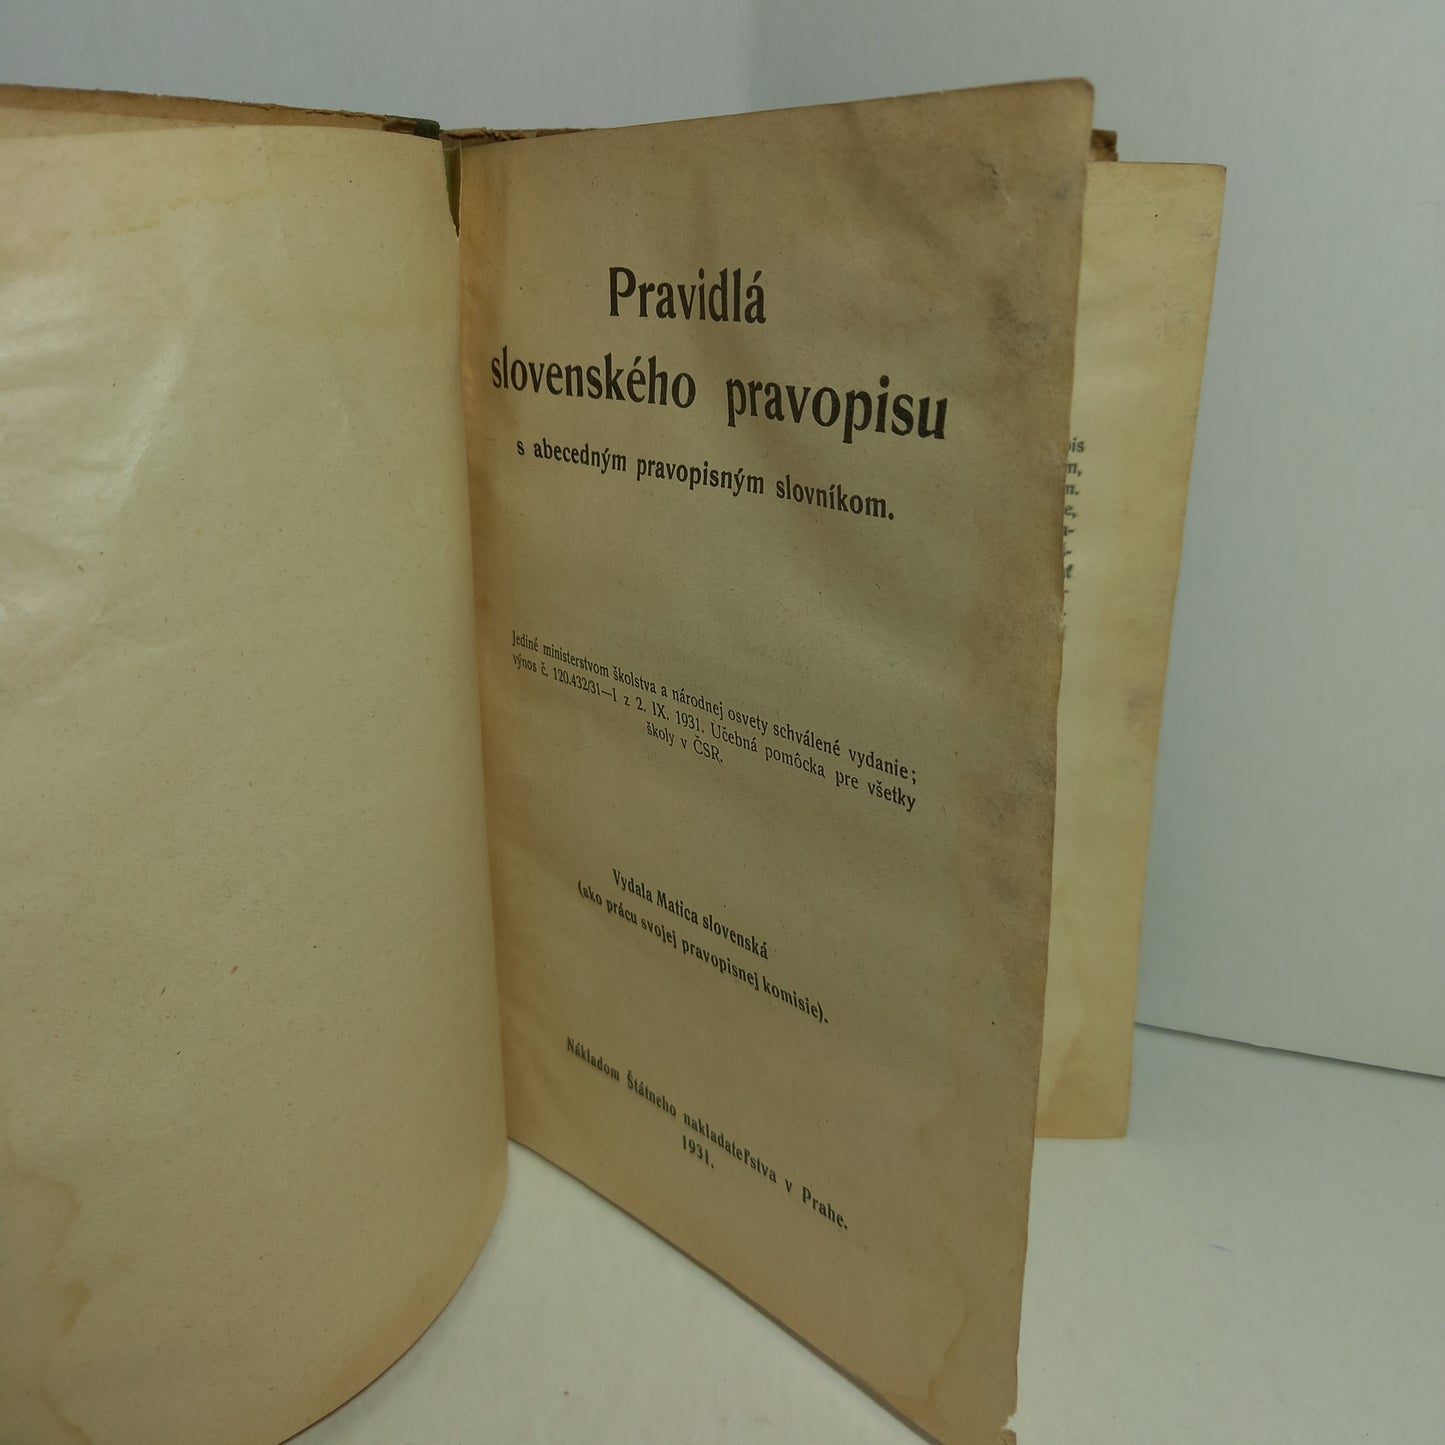 Pravidlá
slovenského pravopisu
s abecedným pravopisným slovníkom.
Jediné ministerstvom školstva a národnej osvety schválené vydanie;
výnos č. 120.432/31—I z 2. IX. 1931. Učebná pomôcka pre všetky
školy v ČSR.
Vydala Matica slovenská
(ako prácu svojej pravopisnej komisie).
Nákladom Štátneho nakladateľstva v Prahe.
1931.